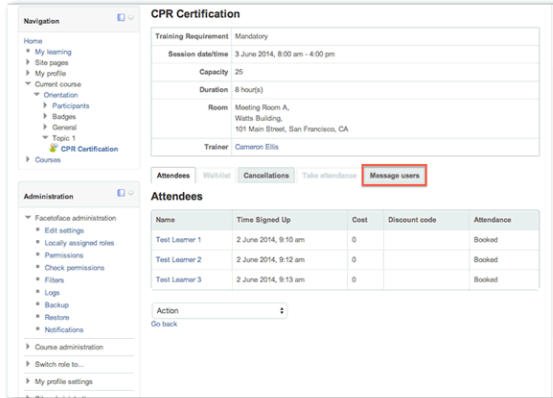 Navigation
Home
My learning
Site pages
My profile
Current course
Orientation
Participants
Badges
General
Topic 1
CPR Certification
Courses
Administration
Facetoface administration
Edit settings
Locally assigned roles
Permissions
Check permissions
Filters
Logs
Backup
Restore
Notifications
Course administration
Switch role to...
My profile settings
CPR Certification
Training Requirement Mandatory
Session date/time 3 June 2014, 8:00 am - 4:00 pm
Capacity 25
Duration 8 hour(s)
Room Meeting Room A,
Watts Building,
101 Main Street, San Francisco, CA
Trainer Cameron Ellis
Attendees Waitlist Cancellations Take attendance Message users
Attendees
Name Time Signed Up Cost Discount code Attendance
Test Learner 1 2 June 2014, 9:10 am 0 Booked
Test Learner 2 2 June 2014, 9:12 am 0 Booked
Test Learner 3 2 June 2014, 9:13 am 0 Booked
Action
Go back